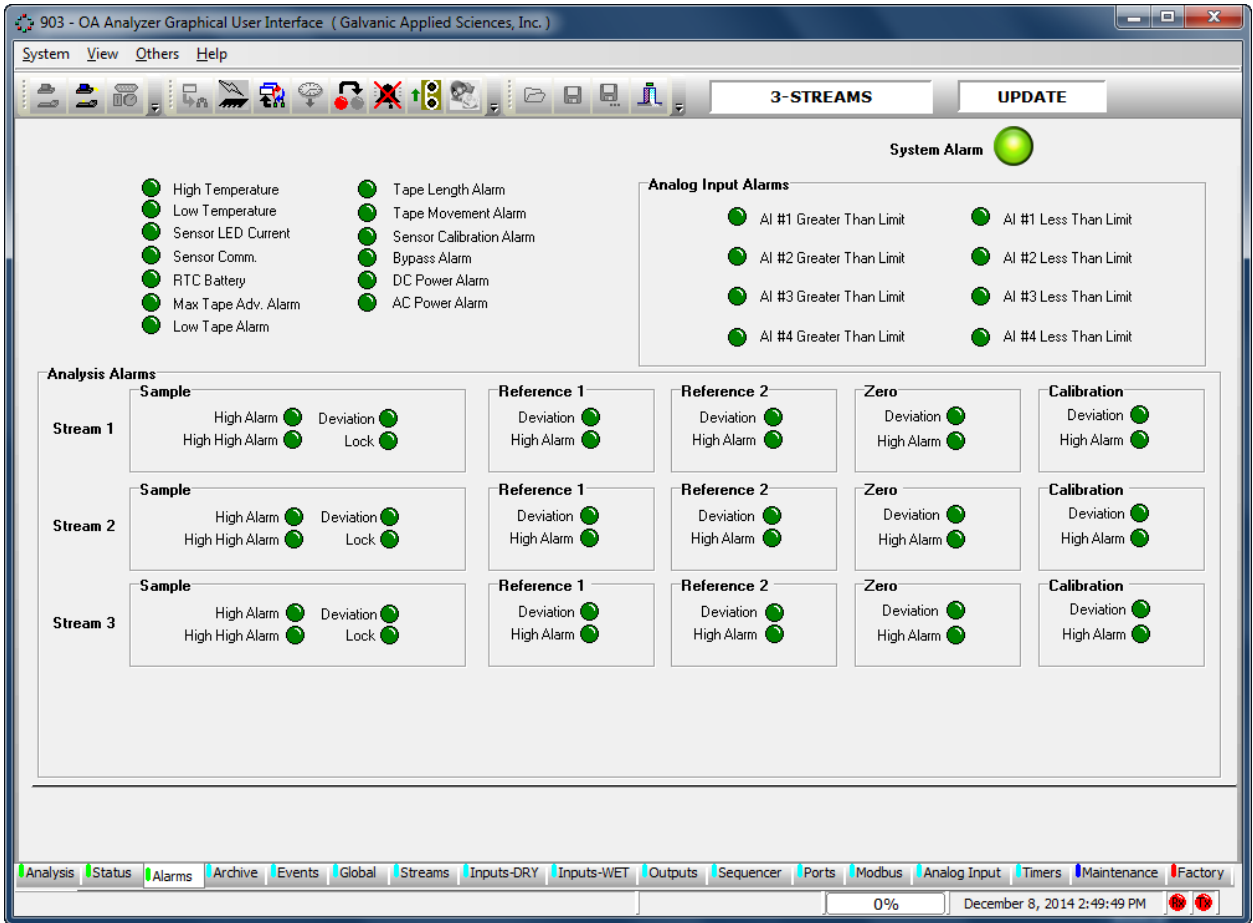 903 - OA Analyzer Graphical User Interface ( Galvanic Applied Sciences, Inc. )
System View Others Help
3-STREAMS UPDATE
System Alarm
High Temperature
Low Temperature
Sensor LED Current
Sensor Comm.
RTC Battery
Max Tape Adv. Alarm
Low Tape Alarm
Tape Length Alarm
Tape Movement Alarm
Sensor Calibration Alarm
Bypass Alarm
DC Power Alarm
AC Power Alarm
Analog Input Alarms
AI #1 Greater Than Limit AI #1 Less Than Limit
AI #2 Greater Than Limit AI #2 Less Than Limit
AI #3 Greater Than Limit AI #3 Less Than Limit
AI #4 Greater Than Limit AI #4 Less Than Limit
Analysis Alarms
Sample Reference 1 Reference 2 Zero Calibration
Stream 1
High Alarm Deviation Deviation Deviation Deviation Deviation
High High Alarm Lock High Alarm High Alarm High Alarm High Alarm
Sample Reference 1 Reference 2 Zero Calibration
Stream 2
High Alarm Deviation Deviation Deviation Deviation Deviation
High High Alarm Lock High Alarm High Alarm High Alarm High Alarm
Sample Reference 1 Reference 2 Zero Calibration
Stream 3
High Alarm Deviation Deviation Deviation Deviation Deviation
High High Alarm Lock High Alarm High Alarm High Alarm High Alarm
Analysis Status Alarms Archive Events Global Streams Inputs-DRY Inputs-WET Outputs Sequencer Ports Modbus Analog Input Timers Maintenance Factory
0% December 8, 2014 2:49:49 PM Rx Tx